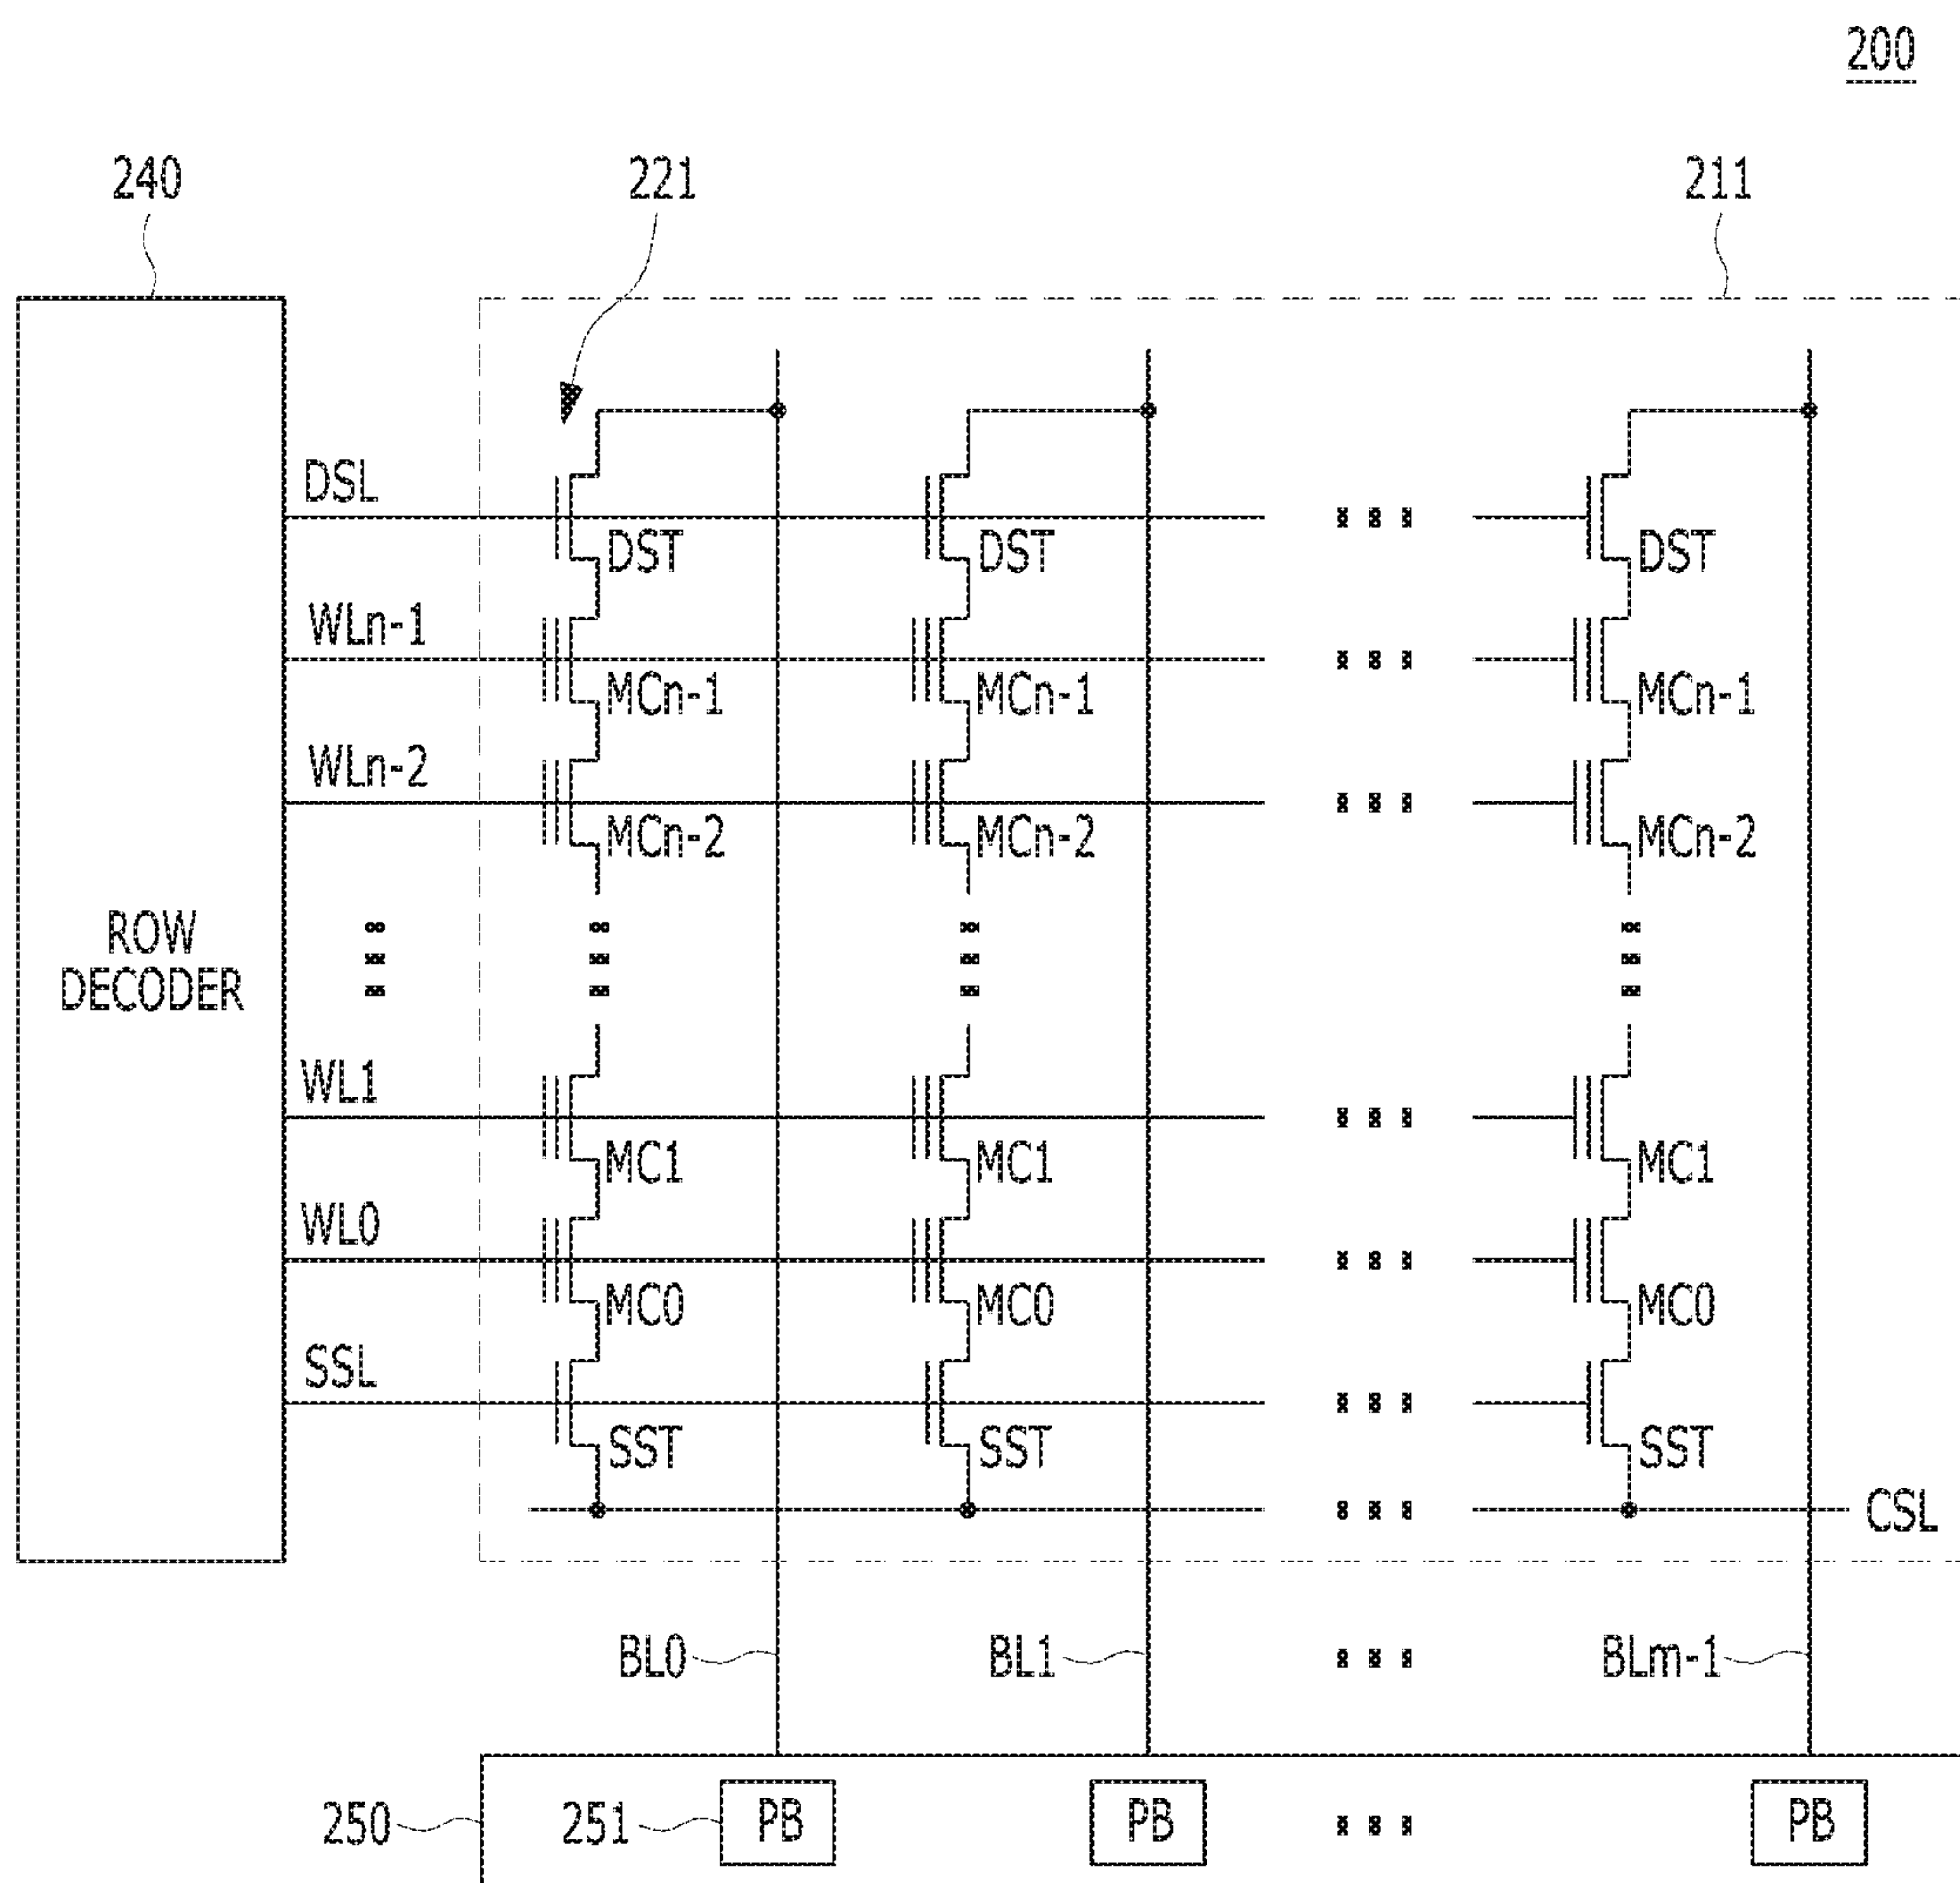 200
240
221
211
DSL
DST DST DST
WLn-1
MCn-1 MCn-1 MCn-1
WLn-2
MCn-2 MCn-2 MCn-2
ROW
DECODER
WL1
MC1 MC1 MC1
WL0
MC0 MC0 MC0
SSL
SST SST SST
CSL
BL0 BL1 BLm-1
250 251 PB PB PB